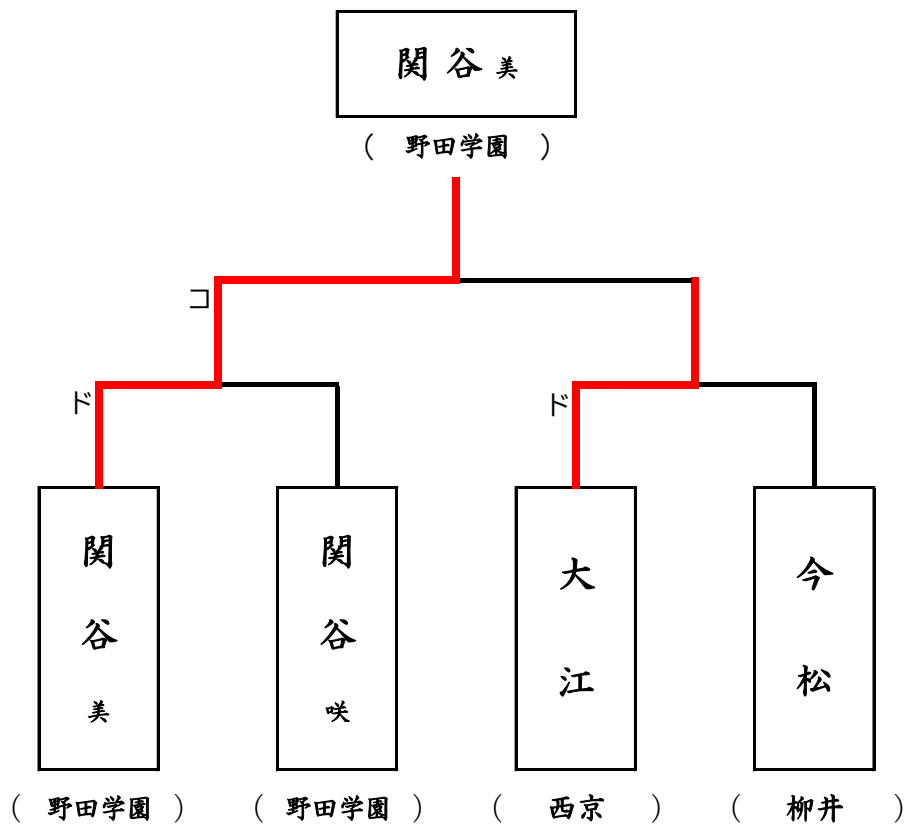 関谷美
( 野田学園 )
コ
ド
ド
関谷美
関谷咲
大江
今松
( 野田学園 )
( 野田学園 )
( 西京 )
( 柳井 )